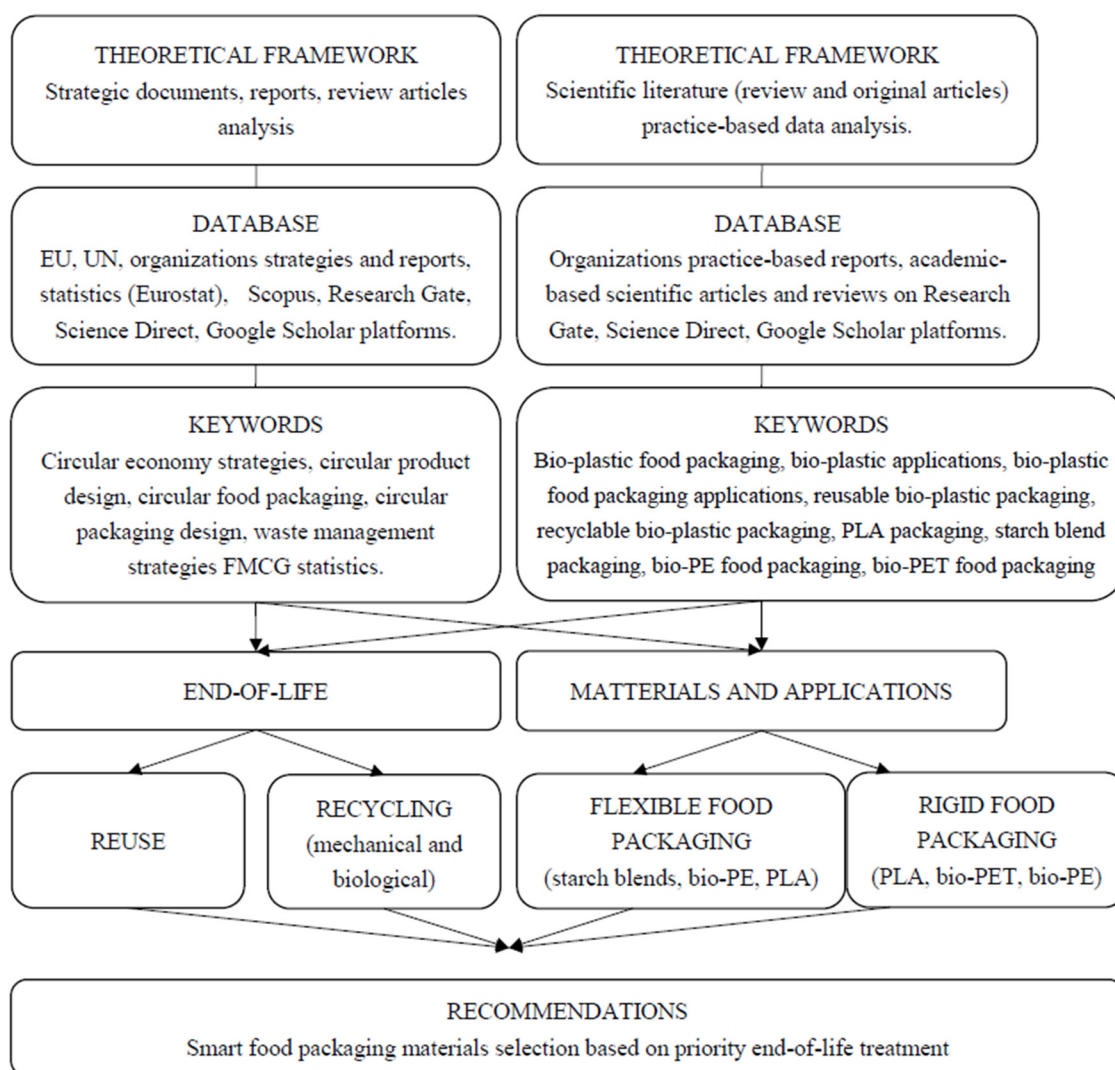 THEORETICAL FRAMEWORK
Strategic documents, reports, review articles
analysis
THEORETICAL FRAMEWORK
Scientific literature (review and original articles)
practice-based data analysis.
DATABASE
EU, UN, organizations strategies and reports,
statistics (Eurostat), Scopus, Research Gate,
Science Direct, Google Scholar platforms.
DATABASE
Organizations practice-based reports, academic-
based scientific articles and reviews on Research
Gate, Science Direct, Google Scholar platforms.
KEYWORDS
Circular economy strategies, circular product
design, circular food packaging, circular
packaging design, waste management
strategies FMCG statistics.
KEYWORDS
Bio-plastic food packaging, bio-plastic applications, bio-plastic
food packaging applications, reusable bio-plastic packaging,
recyclable bio-plastic packaging, PLA packaging, starch blend
packaging, bio-PE food packaging, bio-PET food packaging
END-OF-LIFE
MATTERIALS AND APPLICATIONS
REUSE
RECYCLING
(mechanical and
biological)
FLEXIBLE FOOD
PACKAGING
(starch blends, bio-PE, PLA)
RIGID FOOD
PACKAGING
(PLA, bio-PET, bio-PE)
RECOMMENDATIONS
Smart food packaging materials selection based on priority end-of-life treatment